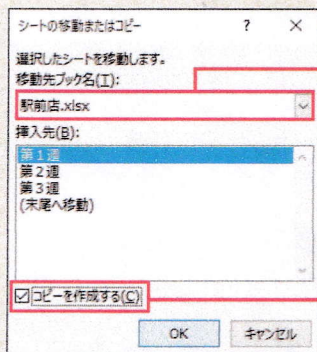 シートの移動またはコピー ? ×
選択したシートを移動します。
移動先ブック名(T):
駅前店.xlsx
挿入先(B):
第1週
第2週
第3週
(末尾へ移動)
☑コピーを作成する(C)
OK キャンセル